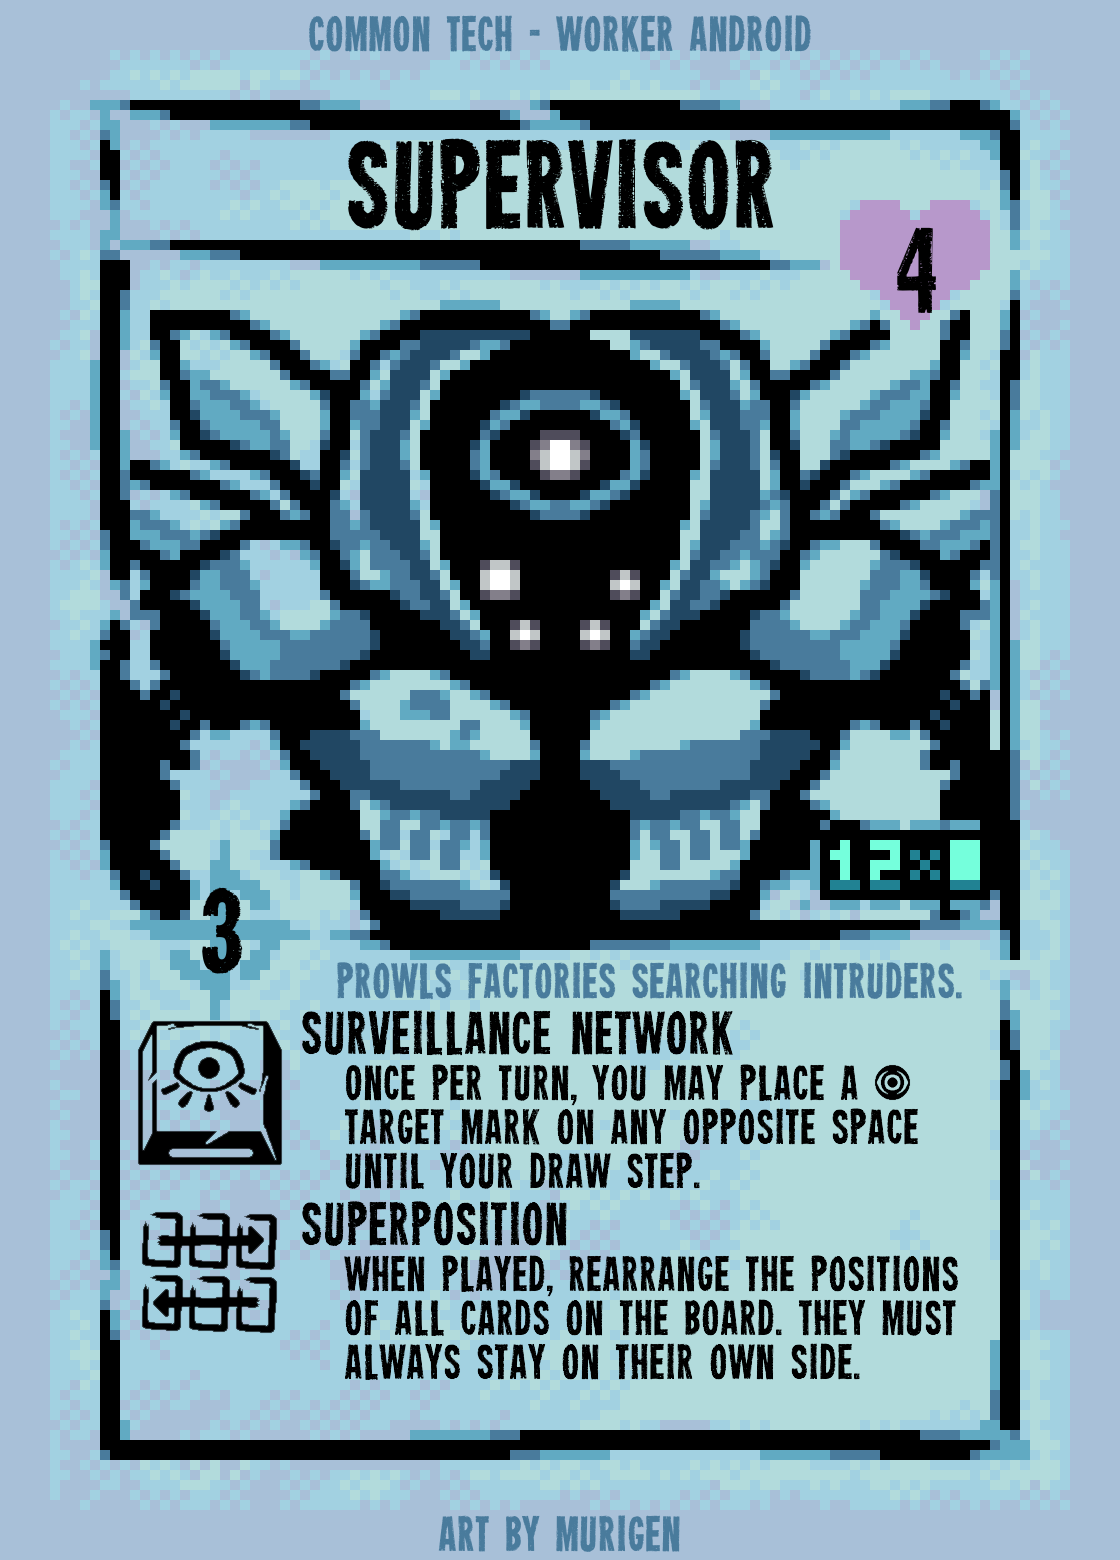 COMMON TECH - WORKER ANDROID
SUPERVISOR
4
12×
3
PROWLS FACTORIES SEARCHING INTRUDERS.
SURVEILLANCE NETWORK
ONCE PER TURN, YOU MAY PLACE A
TARGET MARK ON ANY OPPOSITE SPACE
UNTIL YOUR DRAW STEP.
SUPERPOSITION
WHEN PLAYED, REARRANGE THE POSITIONS
OF ALL CARDS ON THE BOARD. THEY MUST
ALWAYS STAY ON THEIR OWN SIDE.
ART BY MURIGEN